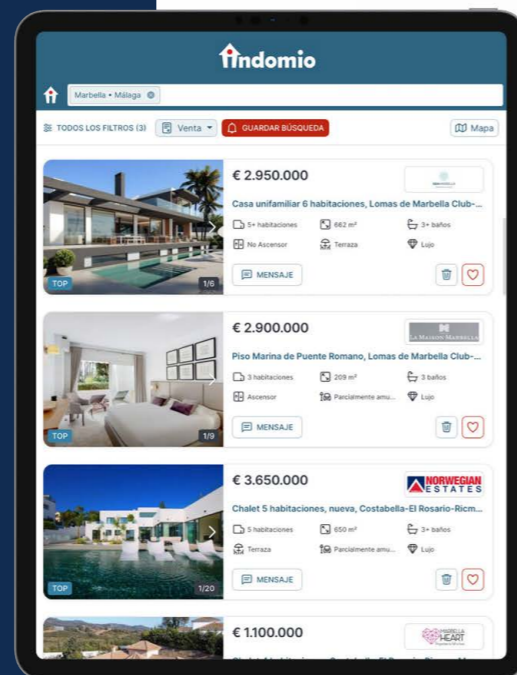 indomio
Marbella • Málaga
TODOS LOS FILTROS (3)
Venta
GUARDAR BÚSQUEDA
Mapa
€ 2.950.000
Casa unifamiliar 6 habitaciones, Lomas de Marbella Club-...
5+ habitaciones
662 m²
3+ baños
No Ascensor
Terraza
Lujo
MENSAJE
TOP
1/6
€ 2.900.000
LA MAISON MARBELLA
Piso Marina de Puente Romano, Lomas de Marbella Club-...
3 habitaciones
209 m²
3 baños
Ascensor
Parcialmente amu...
Lujo
MENSAJE
TOP
1/9
€ 3.650.000
NORWEGIAN
ESTATES
Chalet 5 habitaciones, nueva, Costabella-El Rosario-Ricm...
5 habitaciones
650 m²
3+ baños
Terraza
Parcialmente amu...
Lujo
MENSAJE
TOP
1/20
€ 1.100.000
MARBELLA
HEART